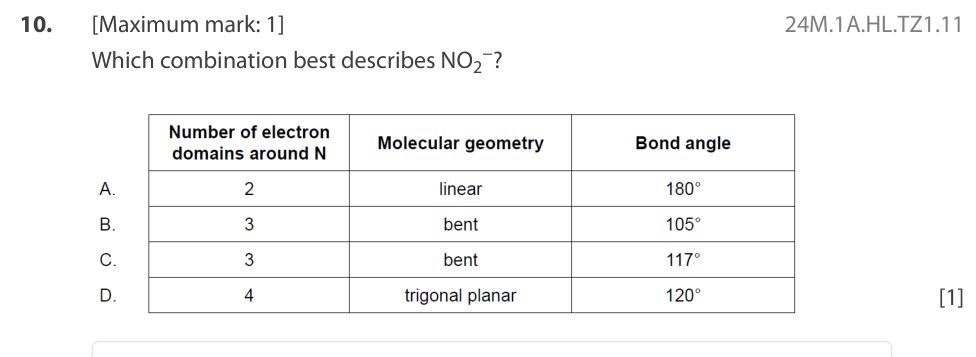 10. [Maximum mark: 1] 24M.1A.HL.TZ1.11
Which combination best describes NO₂⁻?
Number of electron domains around N Molecular geometry Bond angle
A. 2 linear 180°
B. 3 bent 105°
C. 3 bent 117°
D. 4 trigonal planar 120° [1]